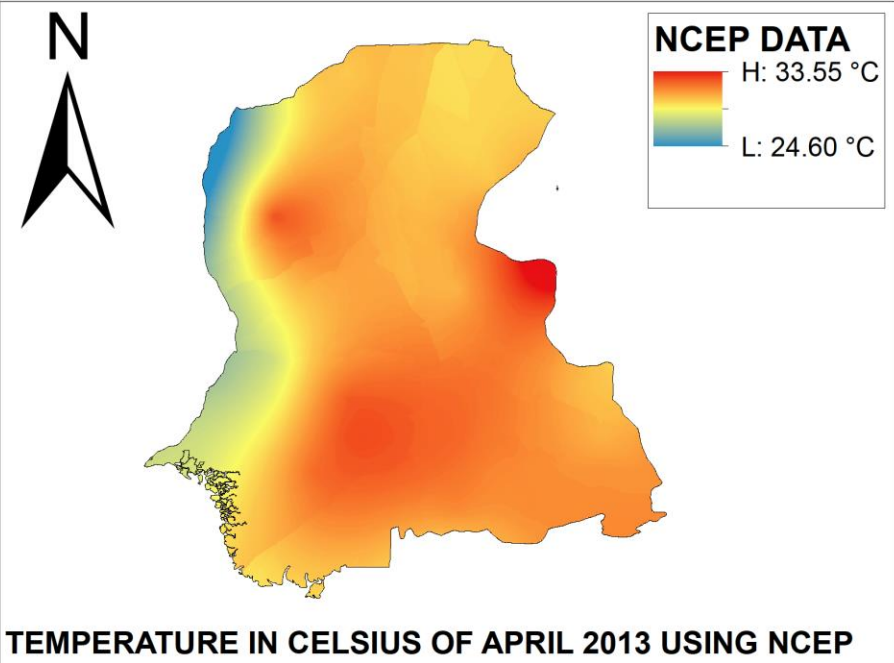 N
NCEP DATA
H: 33.55 °C
L: 24.60 °C
TEMPERATURE IN CELSIUS OF APRIL 2013 USING NCEP